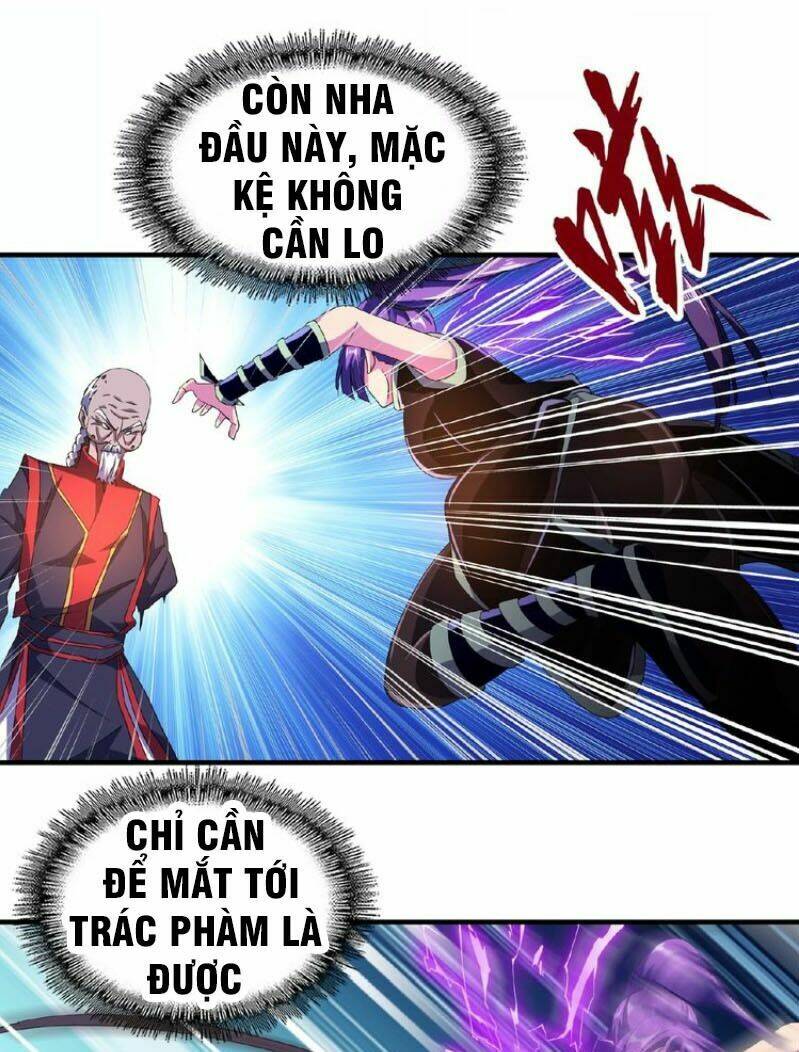 CÒN NHA
ĐẦU NÀY, MẶC
KỆ KHÔNG
CẦN LO
CHỈ CẦN
ĐỂ MẮT TỚI
TRÁC PHÀM LÀ
ĐƯỢC